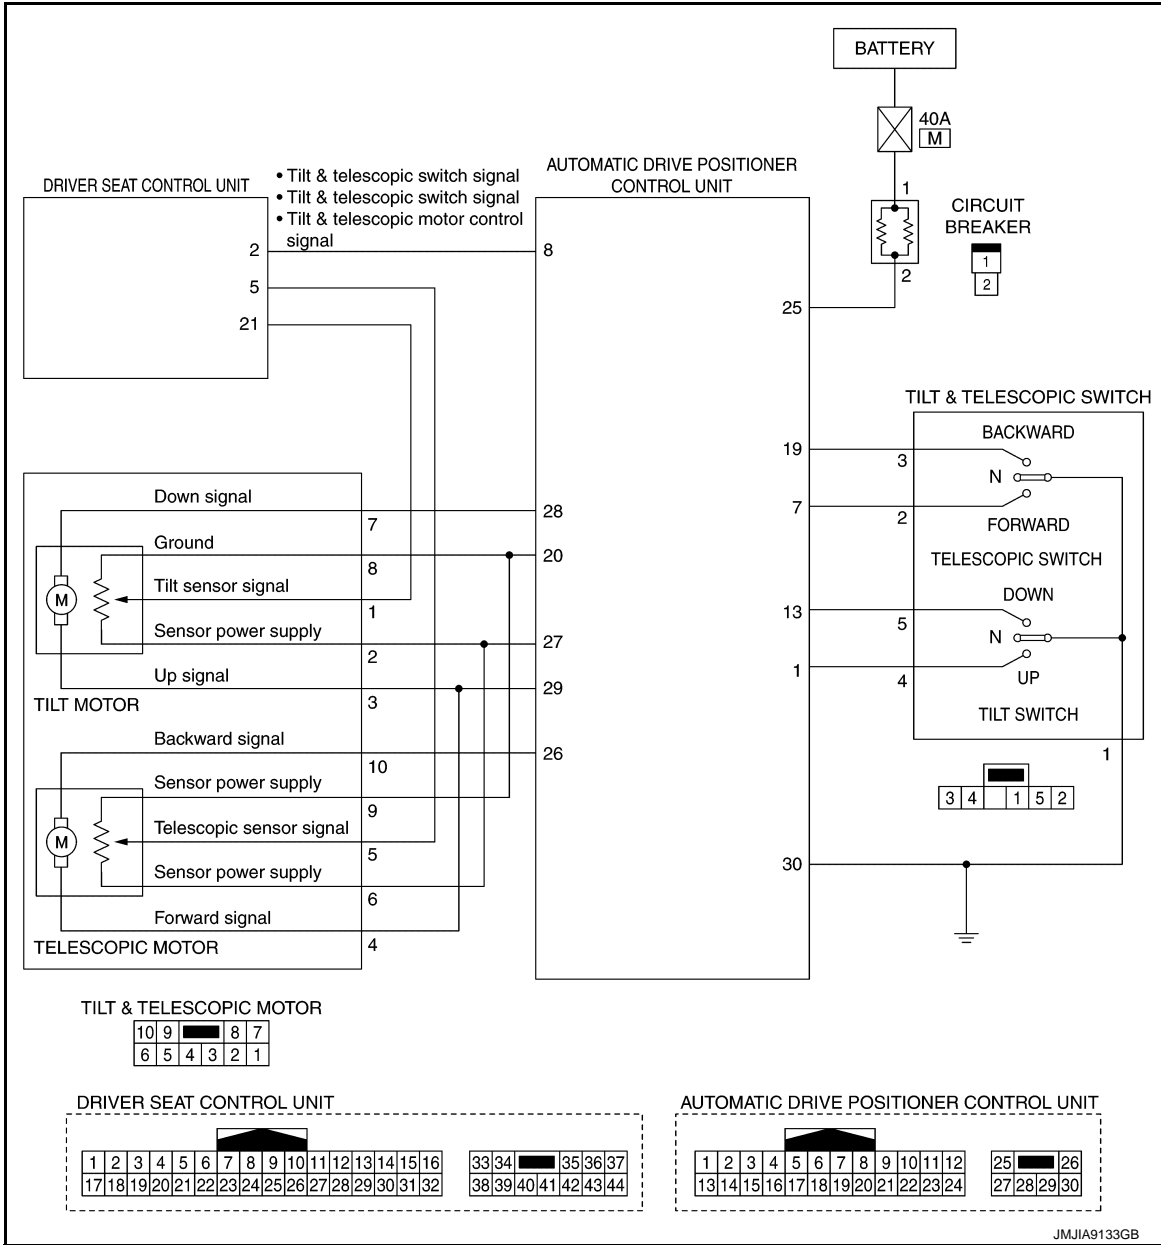 BATTERY
40A
M
1
2
CIRCUIT
BREAKER
1
2
DRIVER SEAT CONTROL UNIT
2
5
21
• Tilt & telescopic switch signal
• Tilt & telescopic switch signal
• Tilt & telescopic motor control
signal
AUTOMATIC DRIVE POSITIONER
CONTROL UNIT
8
25
19
7
13
1
30
28
20
27
29
26
TILT & TELESCOPIC SWITCH
BACKWARD
3
N
2
FORWARD
TELESCOPIC SWITCH
DOWN
5
N
4
UP
TILT SWITCH
1
3 4 1 5 2
Down signal
7
Ground
8
Tilt sensor signal
1
Sensor power supply
2
Up signal
3
M
TILT MOTOR
Backward signal
10
Sensor power supply
9
Telescopic sensor signal
5
Sensor power supply
6
Forward signal
4
M
TELESCOPIC MOTOR
TILT & TELESCOPIC MOTOR
10 9 8 7
6 5 4 3 2 1
DRIVER SEAT CONTROL UNIT
1 2 3 4 5 6 7 8 9 10 11 12 13 14 15 16
17 18 19 20 21 22 23 24 25 26 27 28 29 30 31 32
33 34 35 36 37
38 39 40 41 42 43 44
AUTOMATIC DRIVE POSITIONER CONTROL UNIT
1 2 3 4 5 6 7 8 9 10 11 12
13 14 15 16 17 18 19 20 21 22 23 24
25 26
27 28 29 30
JMJIA9133GB